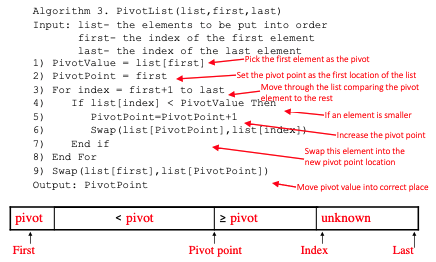 Algorithm 3. PivotList(list,first,last)
Input: list- the elements to be put into order
first- the index of the first element
last- the index of the last element
1) PivotValue = list[first]
Pick the first element as the pivot
2) PivotPoint = first
Set the pivot point as the first location of the list
3) For index = first+1 to last
Move through the list comparing the pivot
element to the rest
4) If list[index] < PivotValue Then
If an element is smaller
5) PivotPoint=PivotPoint+1
Increase the pivot point
6) Swap(list[PivotPoint],list[index])
Swap this element into the
new pivot point location
7) End if
8) End For
9) Swap(list[first],list[PivotPoint])
Move pivot value into correct place
Output: PivotPoint
pivot < pivot ≥ pivot unknown
First Pivot point Index Last